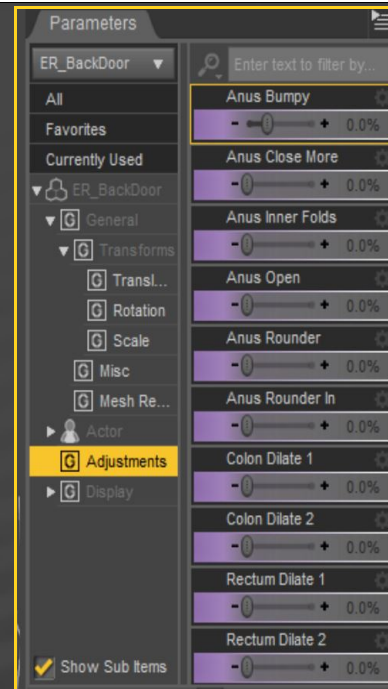 Parameters
ER_BackDoor
Enter text to filter by...
All
Favorites
Currently Used
ER_BackDoor
General
Transforms
Transl...
Rotation
Scale
Misc
Mesh Re...
Actor
Adjustments
Display
Show Sub Items
Anus Bumpy
- + 0.0%
Anus Close More
- + 0.0%
Anus Inner Folds
- + 0.0%
Anus Open
- + 0.0%
Anus Rounder
- + 0.0%
Anus Rounder In
- + 0.0%
Colon Dilate 1
- + 0.0%
Colon Dilate 2
- + 0.0%
Rectum Dilate 1
- + 0.0%
Rectum Dilate 2
- + 0.0%